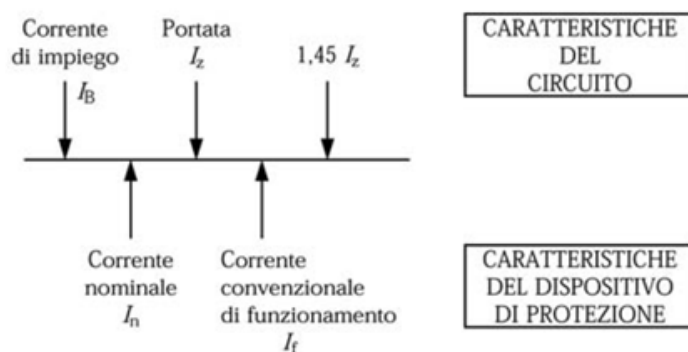 Corrente
di impiego
I_B
Portata
I_z
1,45 I_z
CARATTERISTICHE
DEL
CIRCUITO
Corrente
nominale
I_n
Corrente
convenzionale
di funzionamento
I_f
CARATTERISTICHE
DEL DISPOSITIVO
DI PROTEZIONE